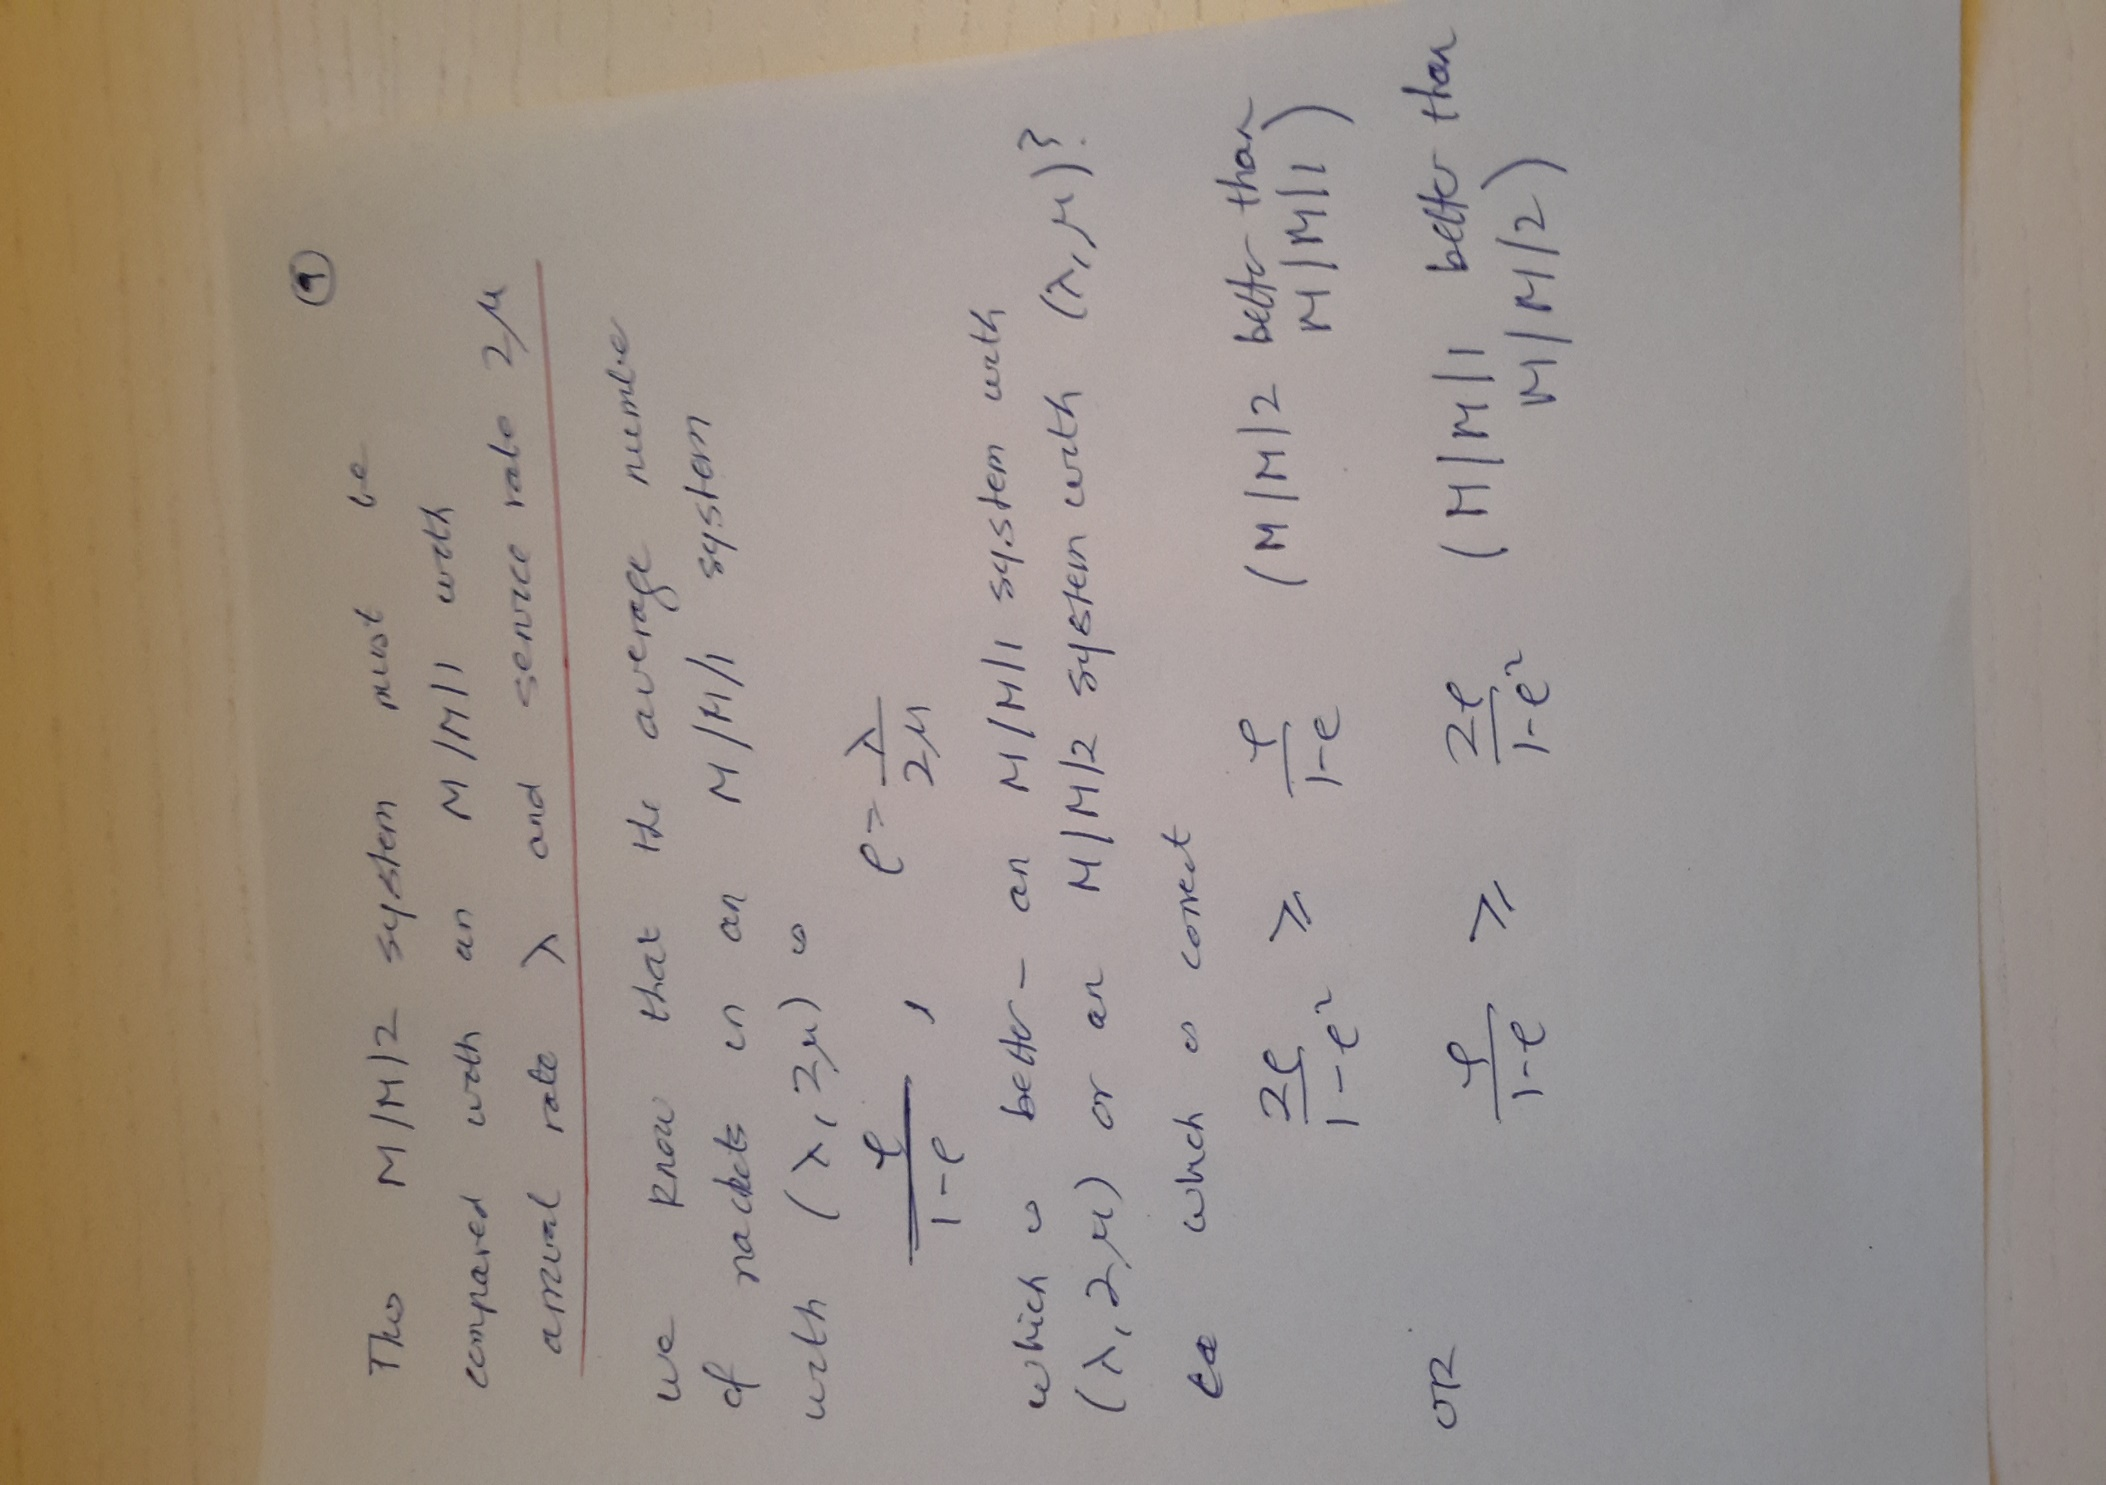 9
The M/M/2 system must be
compared with an M/M/1 with
arrival rate λ and service rate 2μ
we know that the average number
of packets in an M/M/1 system
with (λ, 2μ) is
ρ/(1-ρ) , ρ = λ/2μ
which is better - an M/M/1 system with
(λ, 2μ) or an M/M/2 system with (λ, μ)?
which is correct
2ρ/(1-ρ²) ≥ ρ/(1-ρ) (M/M/2 better than
M/M/1)
OR ρ/(1-ρ) ≥ 2ρ/(1-ρ²) (M/M/1 better than
M/M/2)